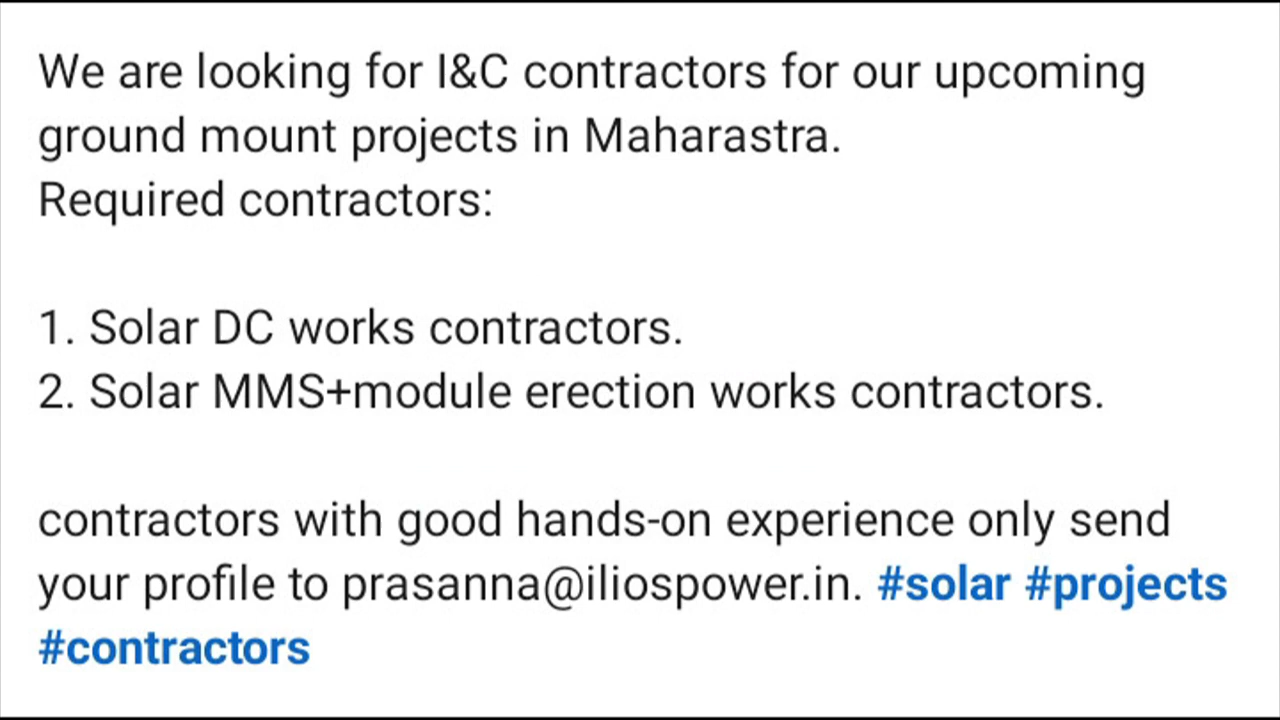 We are looking for I&C contractors for our upcoming
ground mount projects in Maharastra.
Required contractors:
1. Solar DC works contractors.
2. Solar MMS+module erection works contractors.
contractors with good hands-on experience only send
your profile to prasanna@iliospower.in. #solar #projects
#contractors